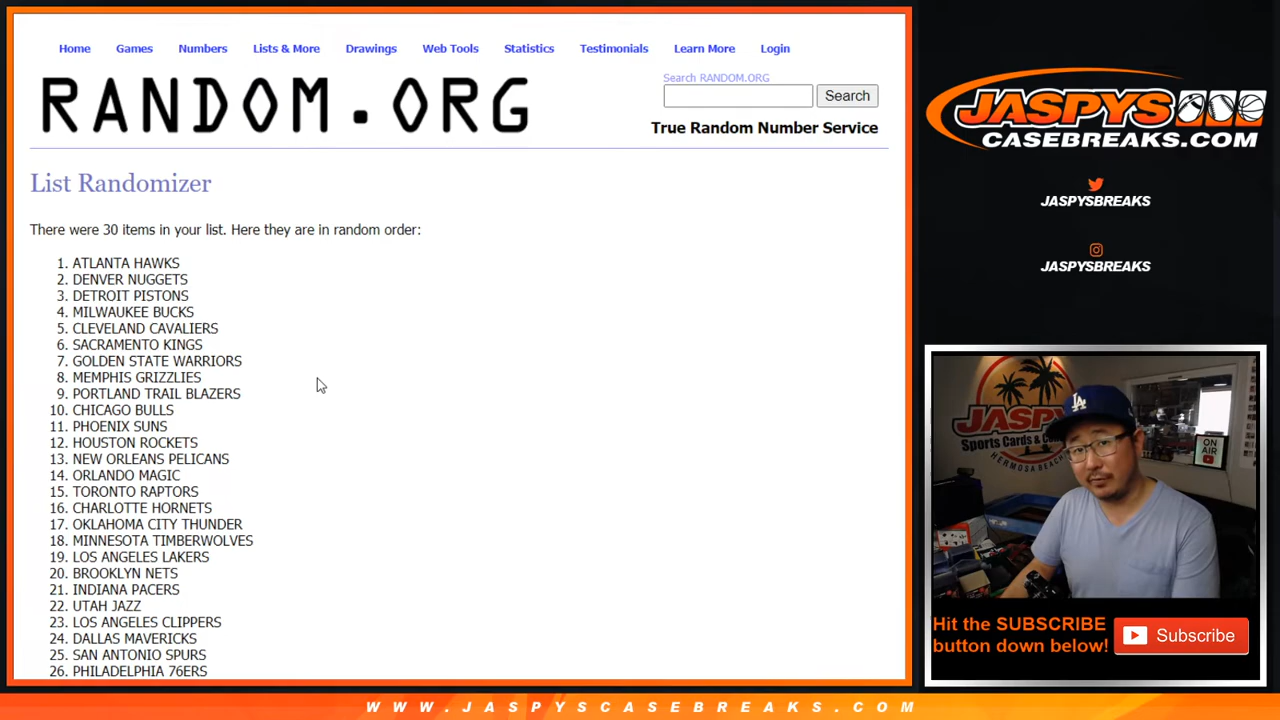 Home Games Numbers Lists & More Drawings Web Tools Statistics Testimonials Learn More Login
RANDOM.ORG
Search RANDOM.ORG
Search
True Random Number Service
List Randomizer
There were 30 items in your list. Here they are in random order:
1. ATLANTA HAWKS
2. DENVER NUGGETS
3. DETROIT PISTONS
4. MILWAUKEE BUCKS
5. CLEVELAND CAVALIERS
6. SACRAMENTO KINGS
7. GOLDEN STATE WARRIORS
8. MEMPHIS GRIZZLIES
9. PORTLAND TRAIL BLAZERS
10. CHICAGO BULLS
11. PHOENIX SUNS
12. HOUSTON ROCKETS
13. NEW ORLEANS PELICANS
14. ORLANDO MAGIC
15. TORONTO RAPTORS
16. CHARLOTTE HORNETS
17. OKLAHOMA CITY THUNDER
18. MINNESOTA TIMBERWOLVES
19. LOS ANGELES LAKERS
20. BROOKLYN NETS
21. INDIANA PACERS
22. UTAH JAZZ
23. LOS ANGELES CLIPPERS
24. DALLAS MAVERICKS
25. SAN ANTONIO SPURS
26. PHILADELPHIA 76ERS
JASPYS
CASEBREAKS.COM
JASPYSBREAKS
JASPYSBREAKS
JASPY
Sports Cards & Co
HERMOSA BEACH
LA
ON AIR
Hit the SUBSCRIBE
button down below!
Subscribe
WWW.JASPYSCASEBREAKS.COM